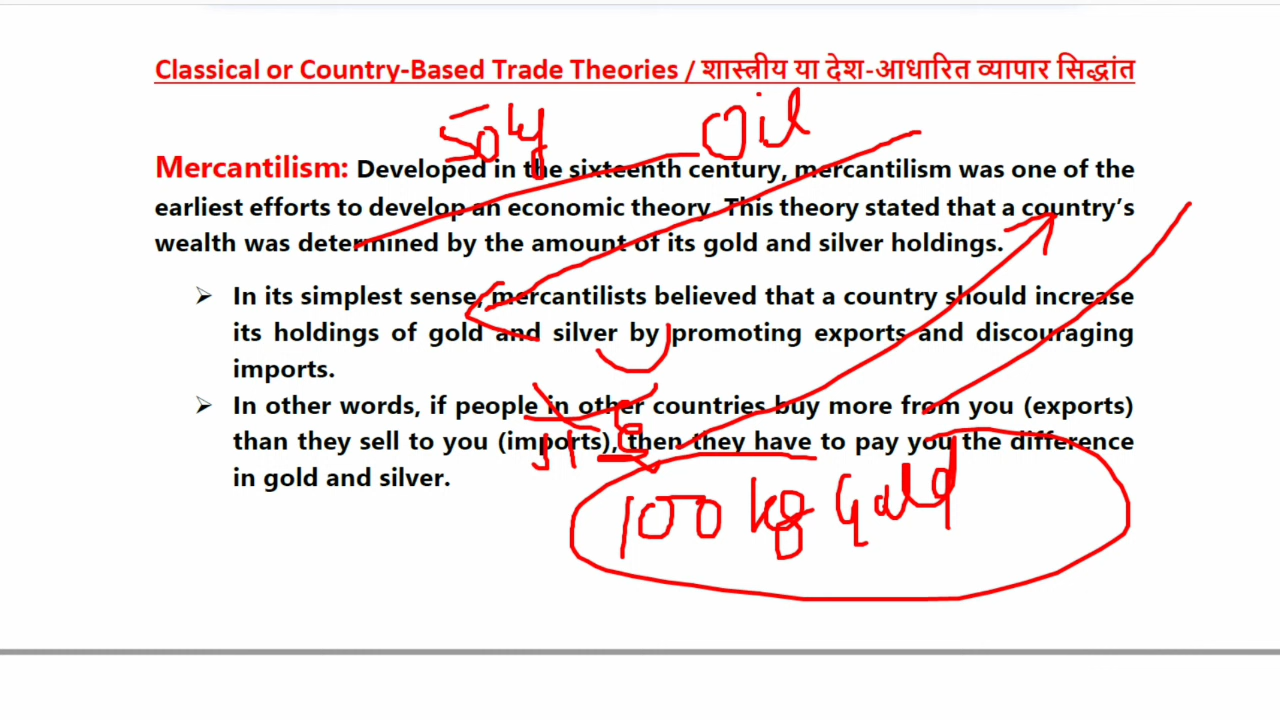 Classical or Country-Based Trade Theories / शास्त्रीय या देश-आधारित व्यापार सिद्धांत
50kg Oil
Mercantilism: Developed in the sixteenth century, mercantilism was one of the
earliest efforts to develop an economic theory. This theory stated that a country’s
wealth was determined by the amount of its gold and silver holdings.
➢ In its simplest sense, mercantilists believed that a country should increase
its holdings of gold and silver by promoting exports and discouraging
imports.
➢ In other words, if people in other countries buy more from you (exports)
than they sell to you (imports), then they have to pay you the difference
in gold and silver.
100 kg Gold